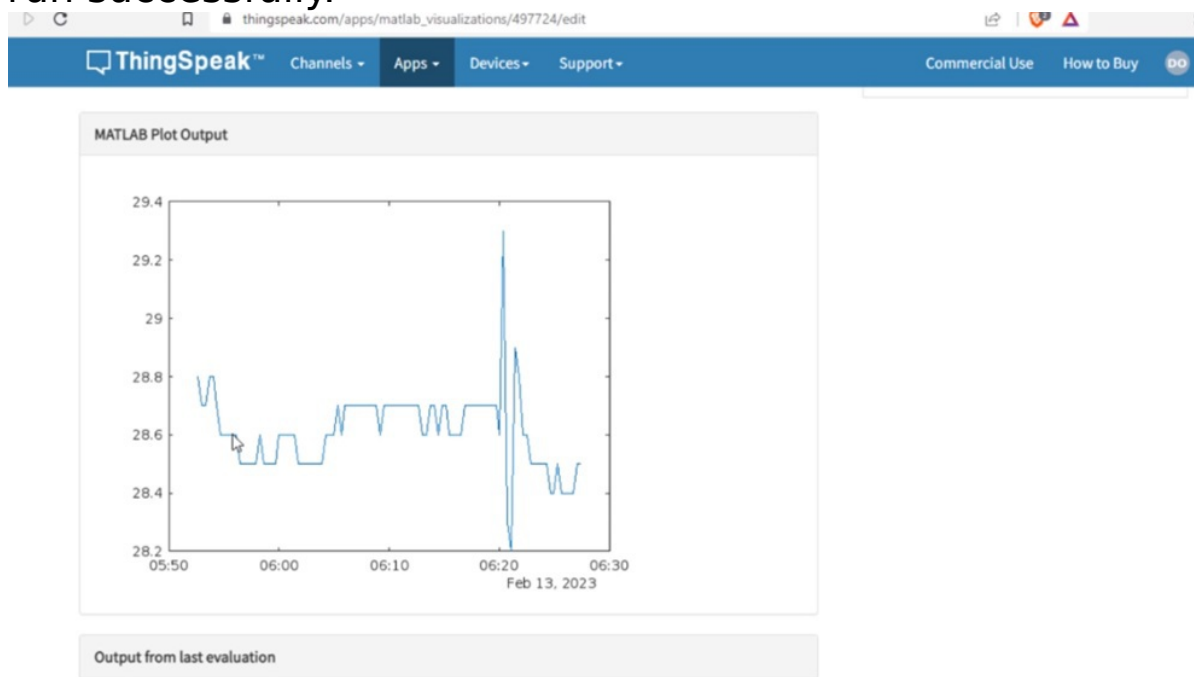 run successfully.
thingspeak.com/apps/matlab_visualizations/497724/edit
ThingSpeak™ Channels Apps Devices Support Commercial Use How to Buy DO
MATLAB Plot Output
29.4
29.2
29
28.8
28.6
28.4
28.2
05:50 06:00 06:10 06:20 06:30
Feb 13, 2023
Output from last evaluation